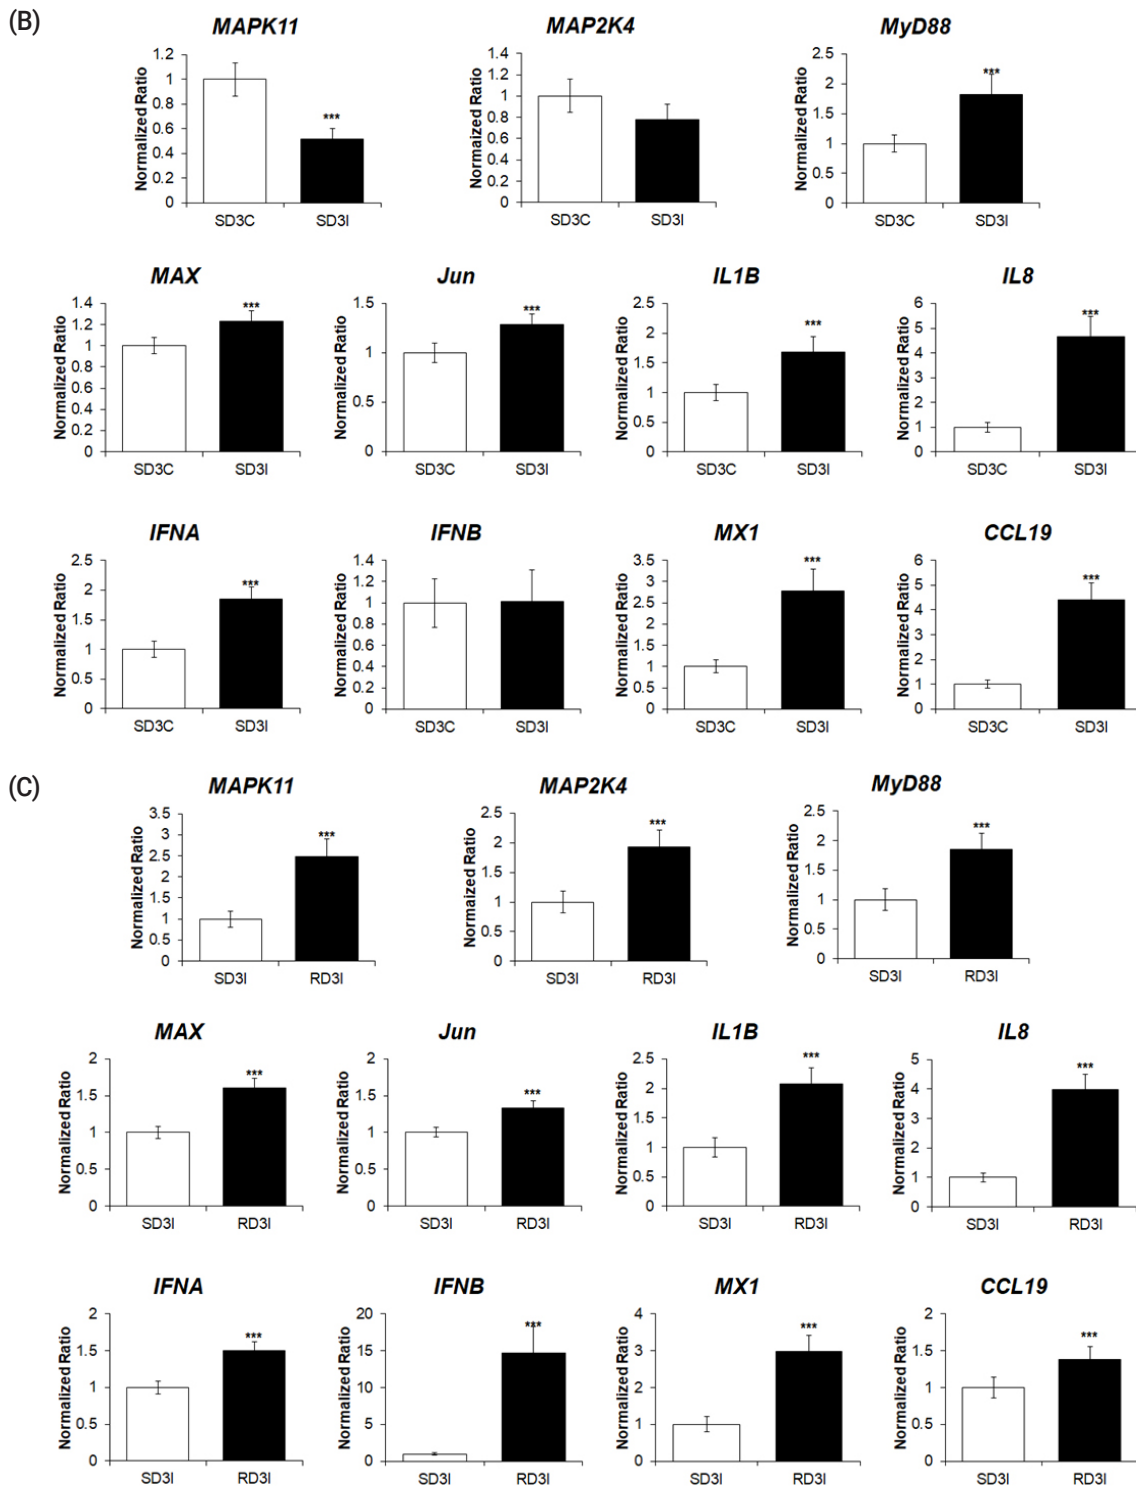 (B)
MAPK11
Normalized Ratio
1.2
1
0.8
0.6
0.4
0.2
0
***
SD3C SD3I
MAP2K4
Normaized Ratio
1.4
1.2
1
0.8
0.6
0.4
0.2
0
SD3C SD3I
MyD88
Normalized Ratio
2.5
2
1.5
1
0.5
0
***
SD3C SD3I
MAX
Normalized Ratio
1.4
1.2
1
0.8
0.6
0.4
0.2
0
***
SD3C SD3I
Jun
Normalized Ratio
1.5
1
0.5
0
***
SD3C SD3I
IL1B
Normalized Ratio
2.5
2
1.5
1
0.5
0
***
SD3C SD3I
IL8
Normalized Ratio
6
5
4
3
2
1
0
***
SD3C SD3I
IFNA
Normalized Ratio
2.5
2
1.5
1
0.5
0
***
SD3C SD3I
IFNB
Normalized Ratio
1.4
1.2
1
0.8
0.6
0.4
0.2
0
SD3C SD3I
MX1
Normalized Ratio
3.5
3
2.5
2
1.5
1
0.5
0
***
SD3C SD3I
CCL19
Normalized Ratio
6
5
4
3
2
1
0
***
SD3C SD3I
(C)
MAPK11
Normalized Ratio
3.5
3
2.5
2
1.5
1
0.5
0
***
SD3I RD3I
MAP2K4
Normaized Ratio
2.5
2
1.5
1
0.5
0
***
SD3I RD3I
MyD88
Normalized Ratio
2.5
2
1.5
1
0.5
0
***
SD3I RD3I
MAX
Normalized Ratio
2
1.5
1
0.5
0
***
SD3I RD3I
Jun
Normalized Ratio
2
1.5
1
0.5
0
***
SD3I RD3I
IL1B
Normalized Ratio
2.5
2
1.5
1
0.5
0
***
SD3I RD3I
IL8
Normalized Ratio
5
4
3
2
1
0
***
SD3I RD3I
IFNA
Normalized Ratio
2
1.5
1
0.5
0
***
SD3I RD3I
IFNB
Normalized Ratio
20
15
10
5
0
***
SD3I RD3I
MX1
Normalized Ratio
4
3
2
1
0
***
SD3I RD3I
CCL19
Normalized Ratio
2
1.5
1
0.5
0
***
SD3I RD3I